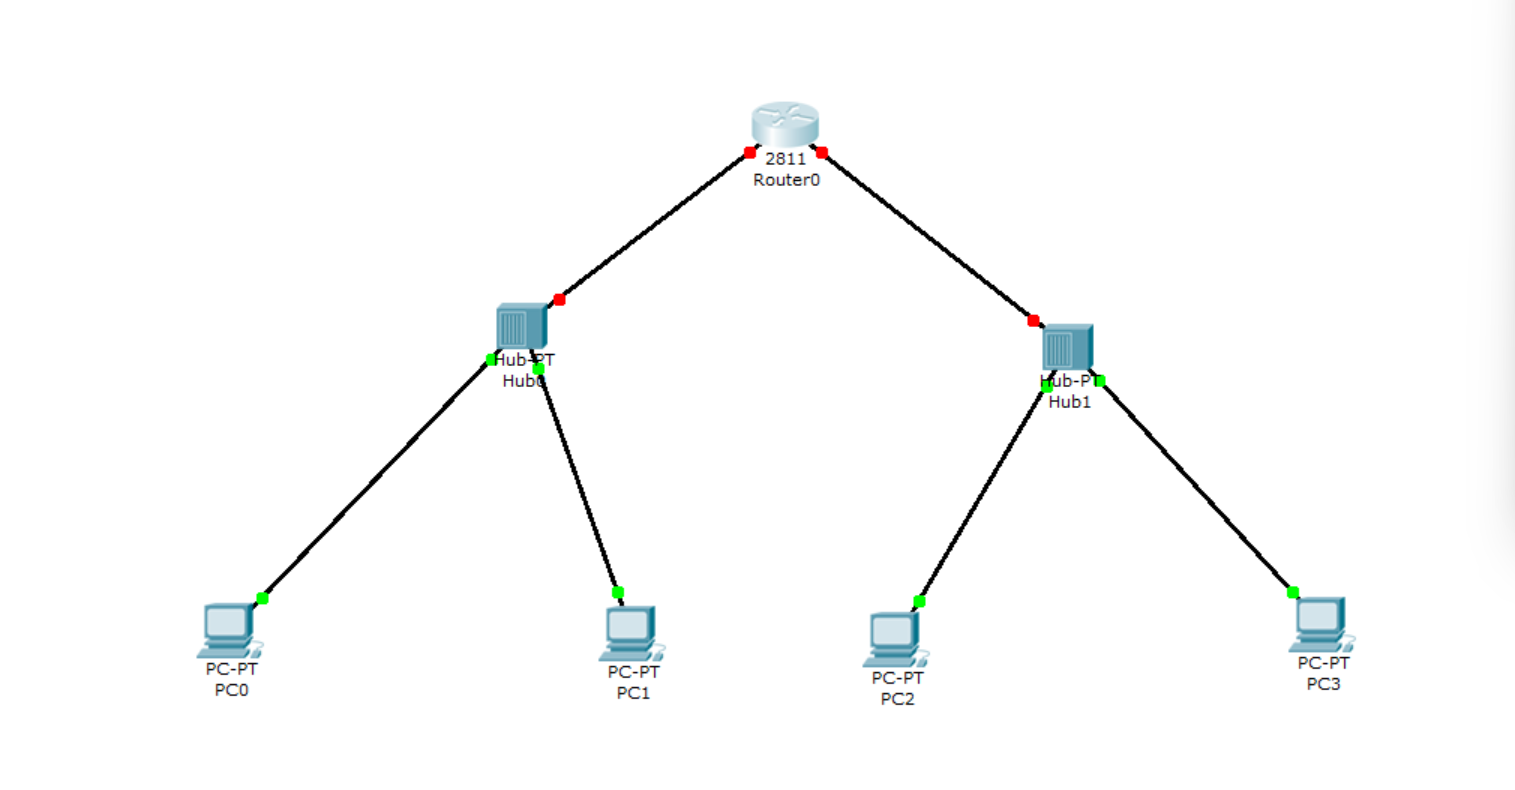 2811
Router0
Hub-PT
Hub0
Hub-PT
Hub1
PC-PT
PC0
PC-PT
PC1
PC-PT
PC2
PC-PT
PC3